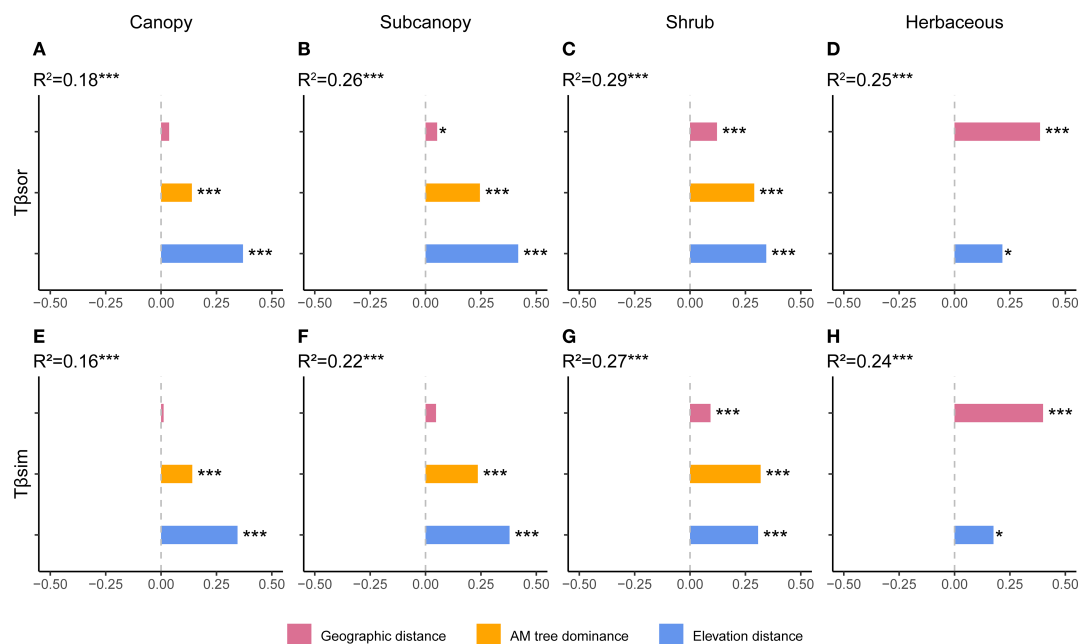 Canopy Subcanopy Shrub Herbaceous
A B C D
R²=0.18*** R²=0.26*** R²=0.29*** R²=0.25***
* *** ***
*** *** ***
*** *** *** *
Tβsor
−0.50 −0.25 0.00 0.25 0.50 −0.50 −0.25 0.00 0.25 0.50 −0.50 −0.25 0.00 0.25 0.50 −0.50 −0.25 0.00 0.25 0.50
E F G H
R²=0.16*** R²=0.22*** R²=0.27*** R²=0.24***
*** ***
*** *** ***
*** *** *** *
Tβsim
−0.50 −0.25 0.00 0.25 0.50 −0.50 −0.25 0.00 0.25 0.50 −0.50 −0.25 0.00 0.25 0.50 −0.50 −0.25 0.00 0.25 0.50
Geographic distance AM tree dominance Elevation distance